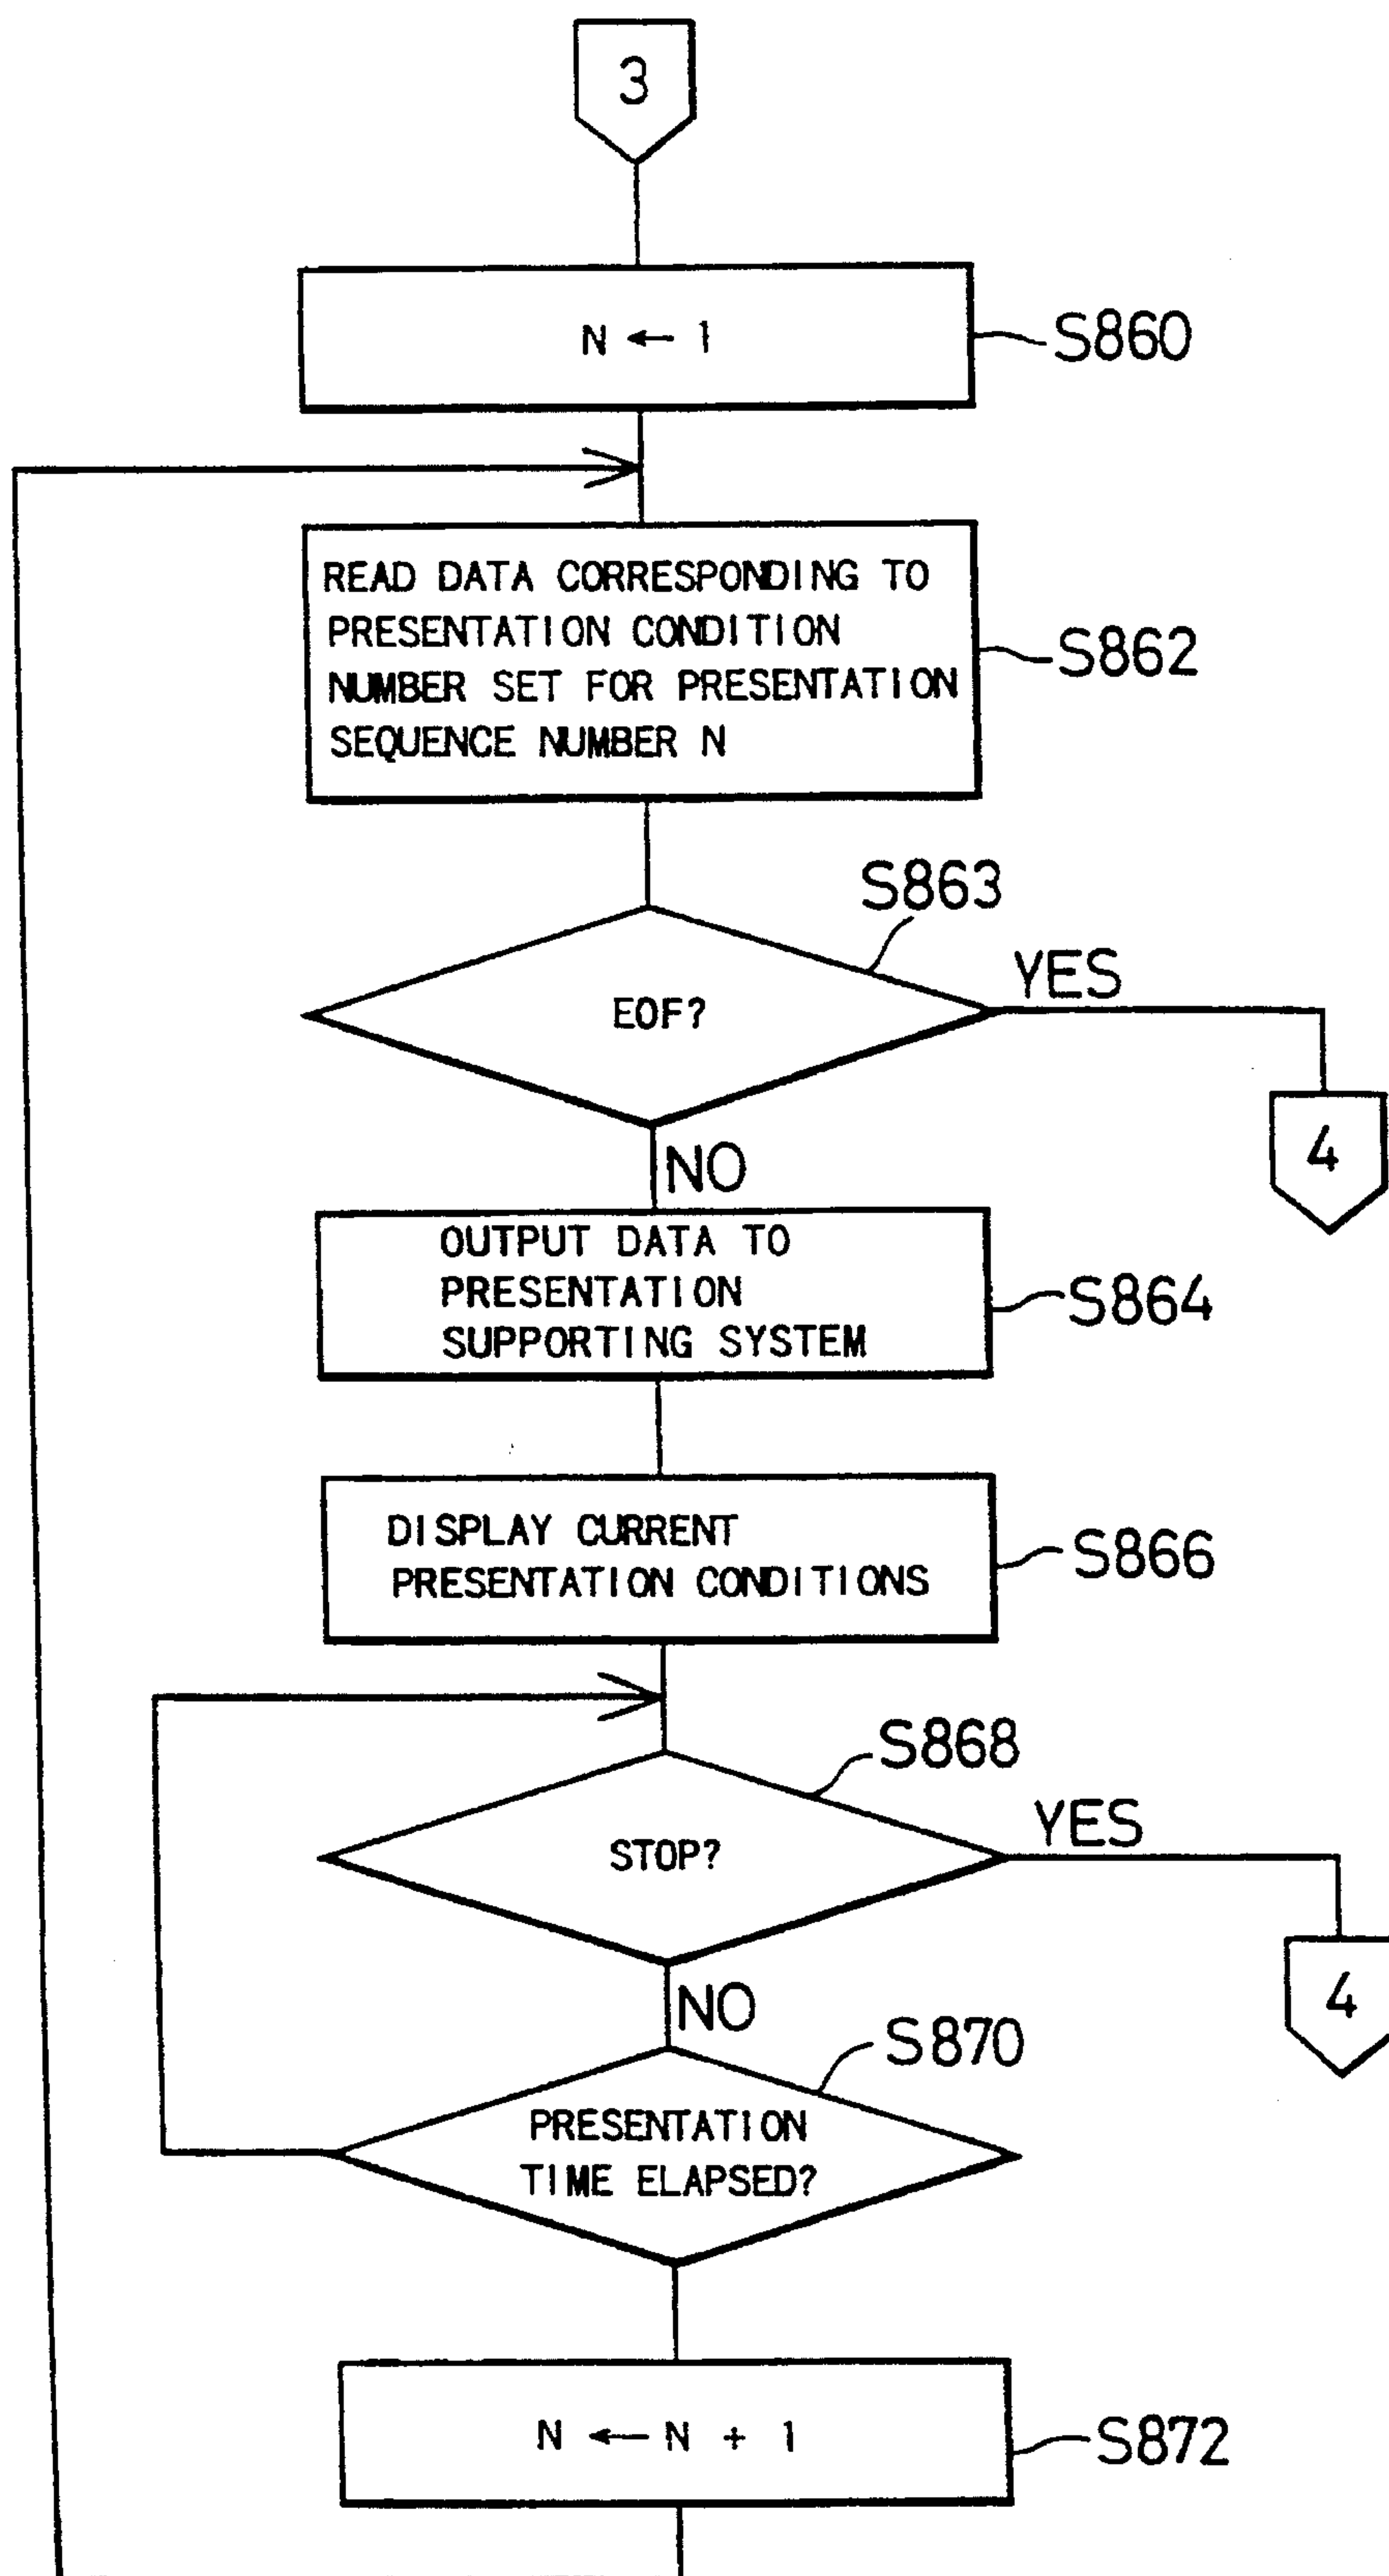 3
N ← 1
S860
READ DATA CORRESPONDING TO
PRESENTATION CONDITION
NUMBER SET FOR PRESENTATION
SEQUENCE NUMBER N
S862
S863
EOF?
YES
4
NO
OUTPUT DATA TO
PRESENTATION
SUPPORTING SYSTEM
S864
DISPLAY CURRENT
PRESENTATION CONDITIONS
S866
S868
STOP?
YES
4
NO
S870
PRESENTATION
TIME ELAPSED?
N ← N + 1
S872